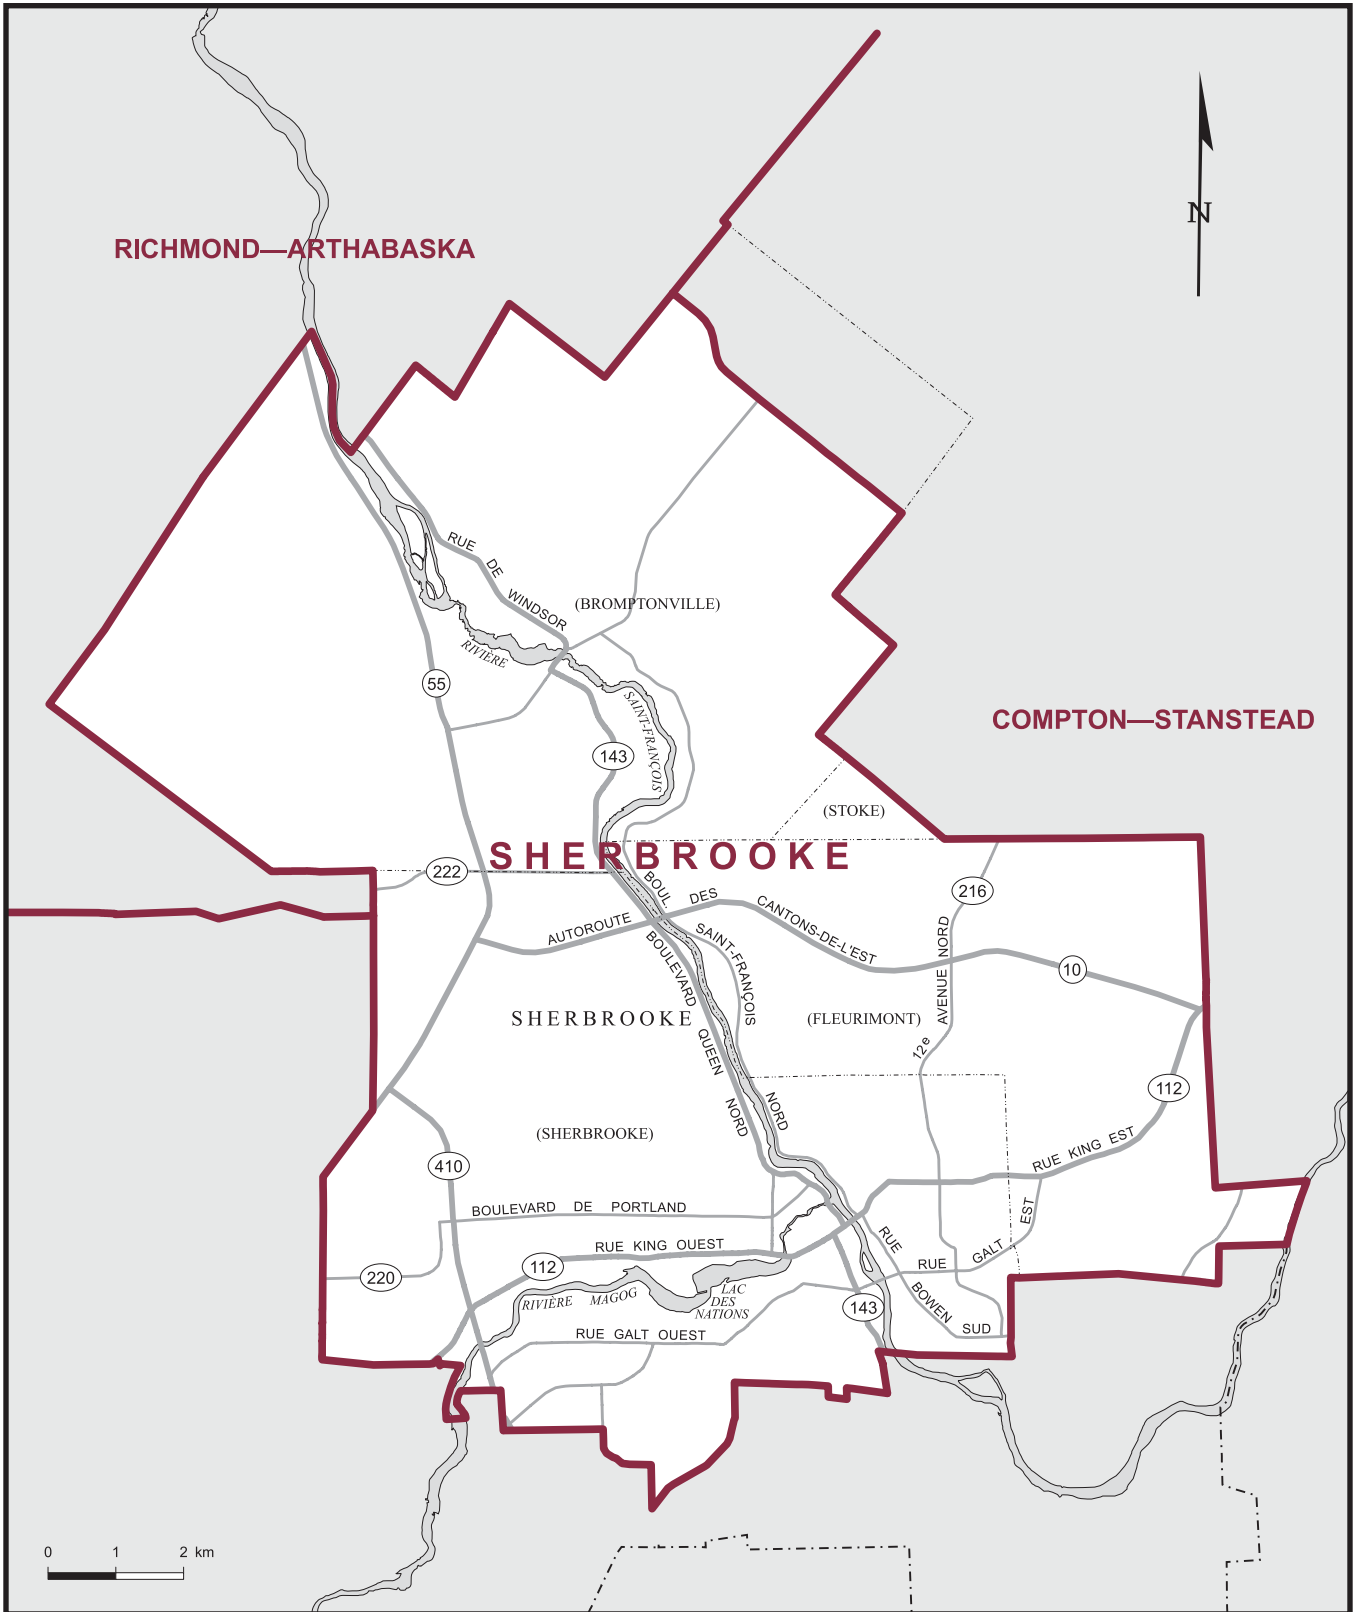 N
RICHMOND—ARTHABASKA
RUE DE WINDSOR
(BROMPTONVILLE)
RIVIÈRE SAINT-FRANÇOIS
55
COMPTON—STANSTEAD
143
(STOKE)
SHERBROOKE
222
216
BOUL. SAINT-FRANÇOIS NORD
AUTOROUTE DES CANTONS-DE-L'EST
BOULEVARD QUEEN NORD
12e AVENUE NORD
10
SHERBROOKE
(FLEURIMONT)
112
(SHERBROOKE)
RUE KING EST
410
BOULEVARD DE PORTLAND
RUE KING OUEST
RUE GALT EST
RUE BOWEN SUD
112
220
RIVIÈRE MAGOG
LAC
DES
NATIONS
143
RUE GALT OUEST
0 1 2 km